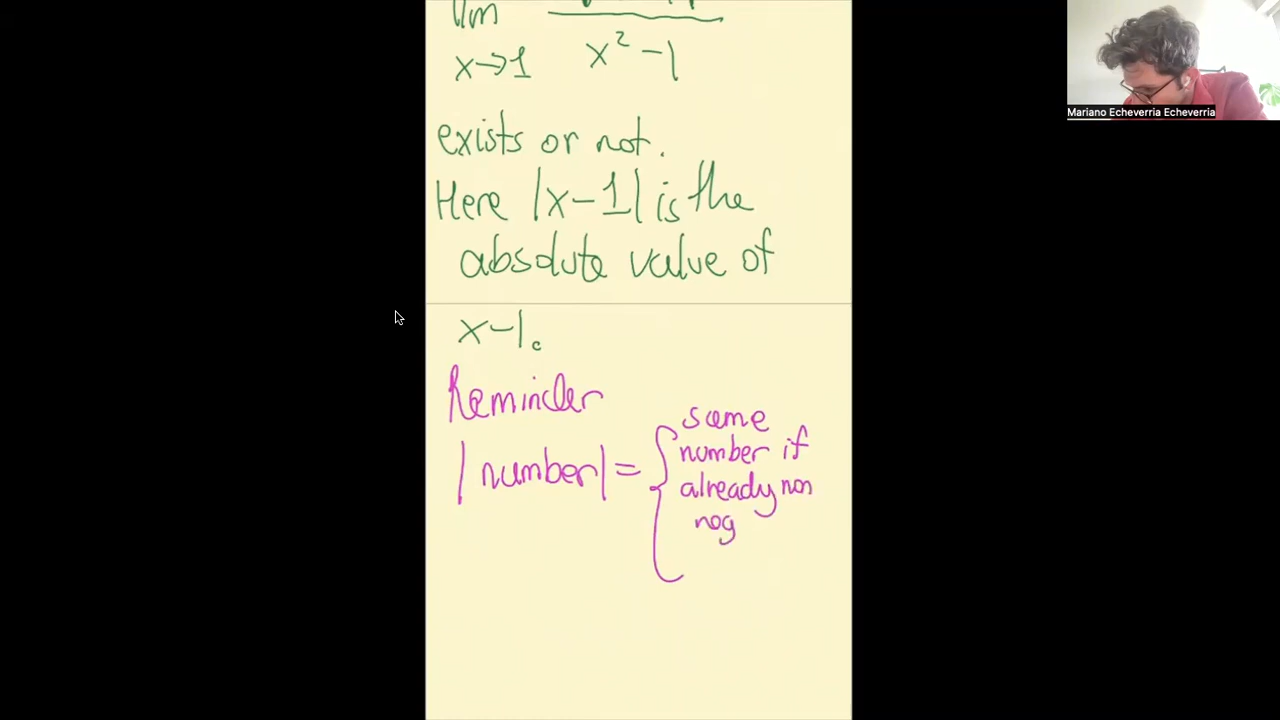 lim
x→1 x² - 1
exists or not.
Here |x-1| is the
absolute value of
x-1.
Reminder
| number | = {
same
number if
already non
neg
Mariano Echeverria Echeverria